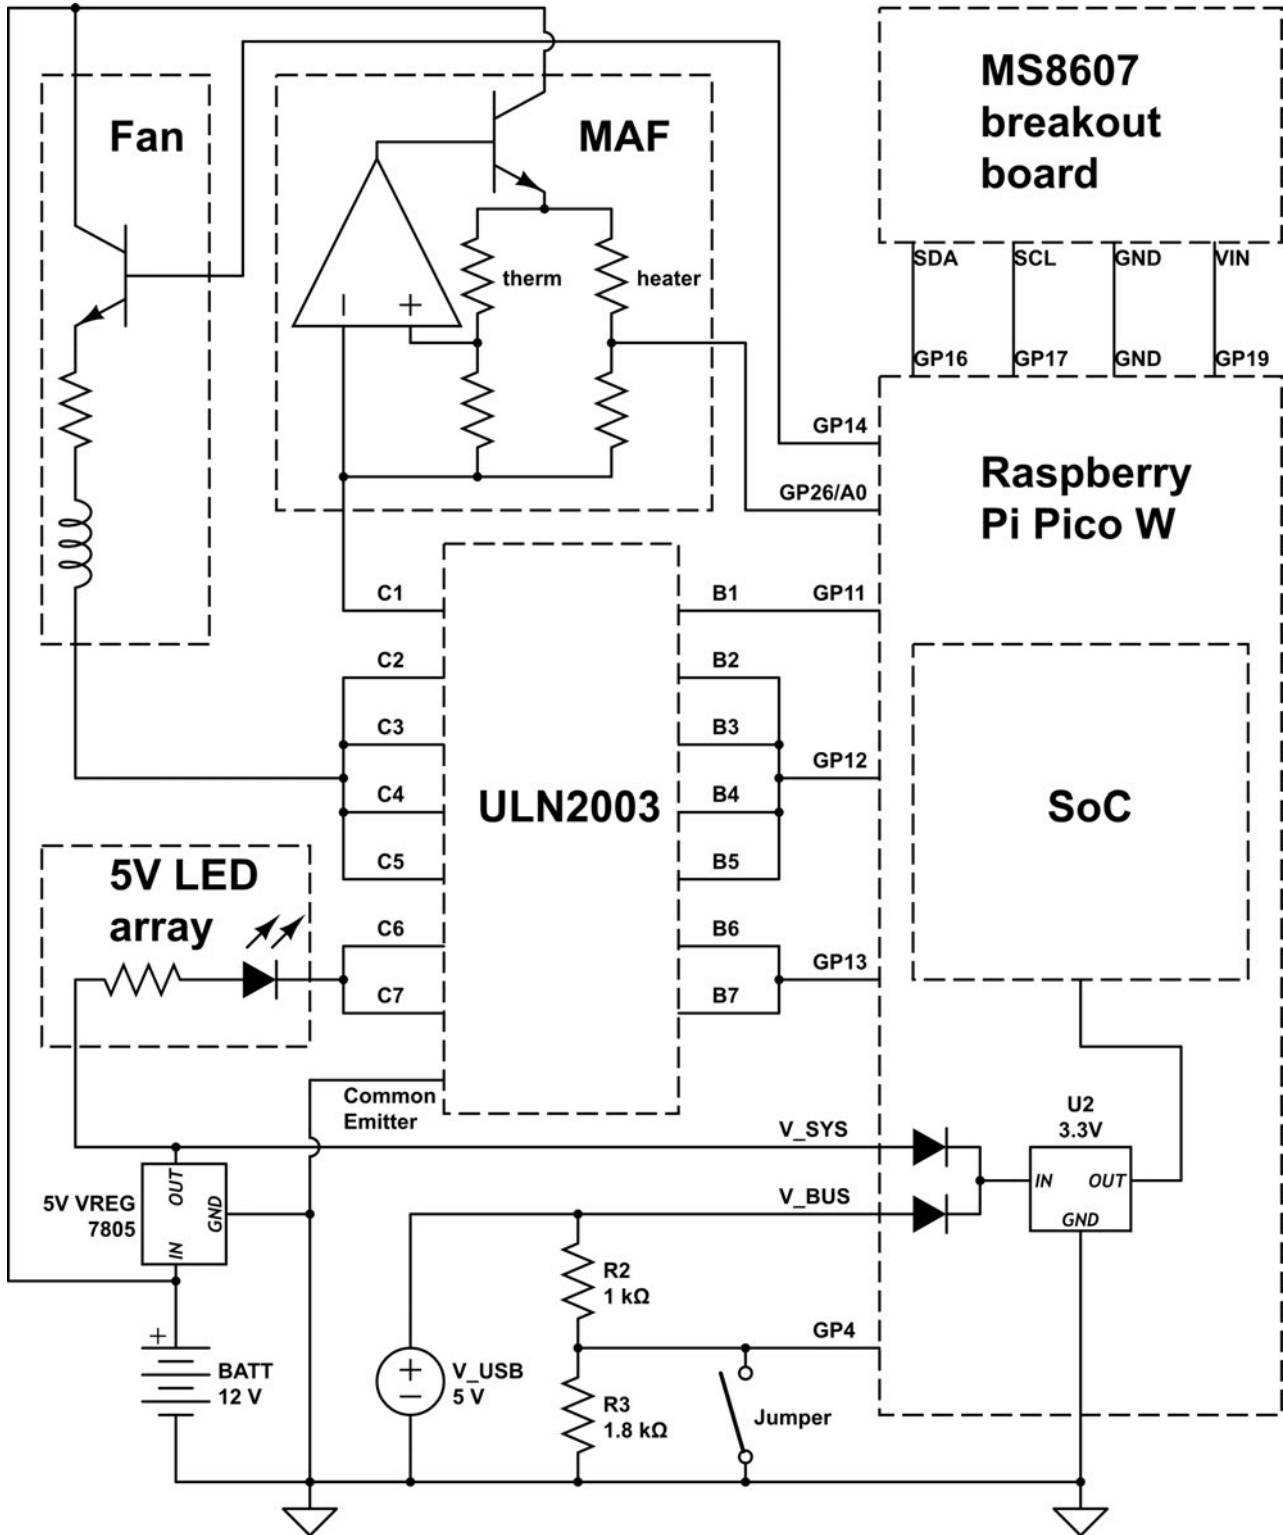 Fan
MAF
MS8607
breakout
board
therm
heater
−
+
SDA
SCL
GND
VIN
GP16
GP17
GND
GP19
GP14
GP26/A0
Raspberry
Pi Pico W
C1
B1
GP11
C2
B2
C3
B3
GP12
C4
B4
C5
B5
ULN2003
SoC
5V LED
array
C6
B6
GP13
C7
B7
Common
Emitter
V_SYS
V_BUS
U2
3.3V
IN
OUT
GND
5V VREG
7805
OUT
GND
IN
R2
1 kΩ
GP4
+
BATT
12 V
+
−
V_USB
5 V
R3
1.8 kΩ
Jumper